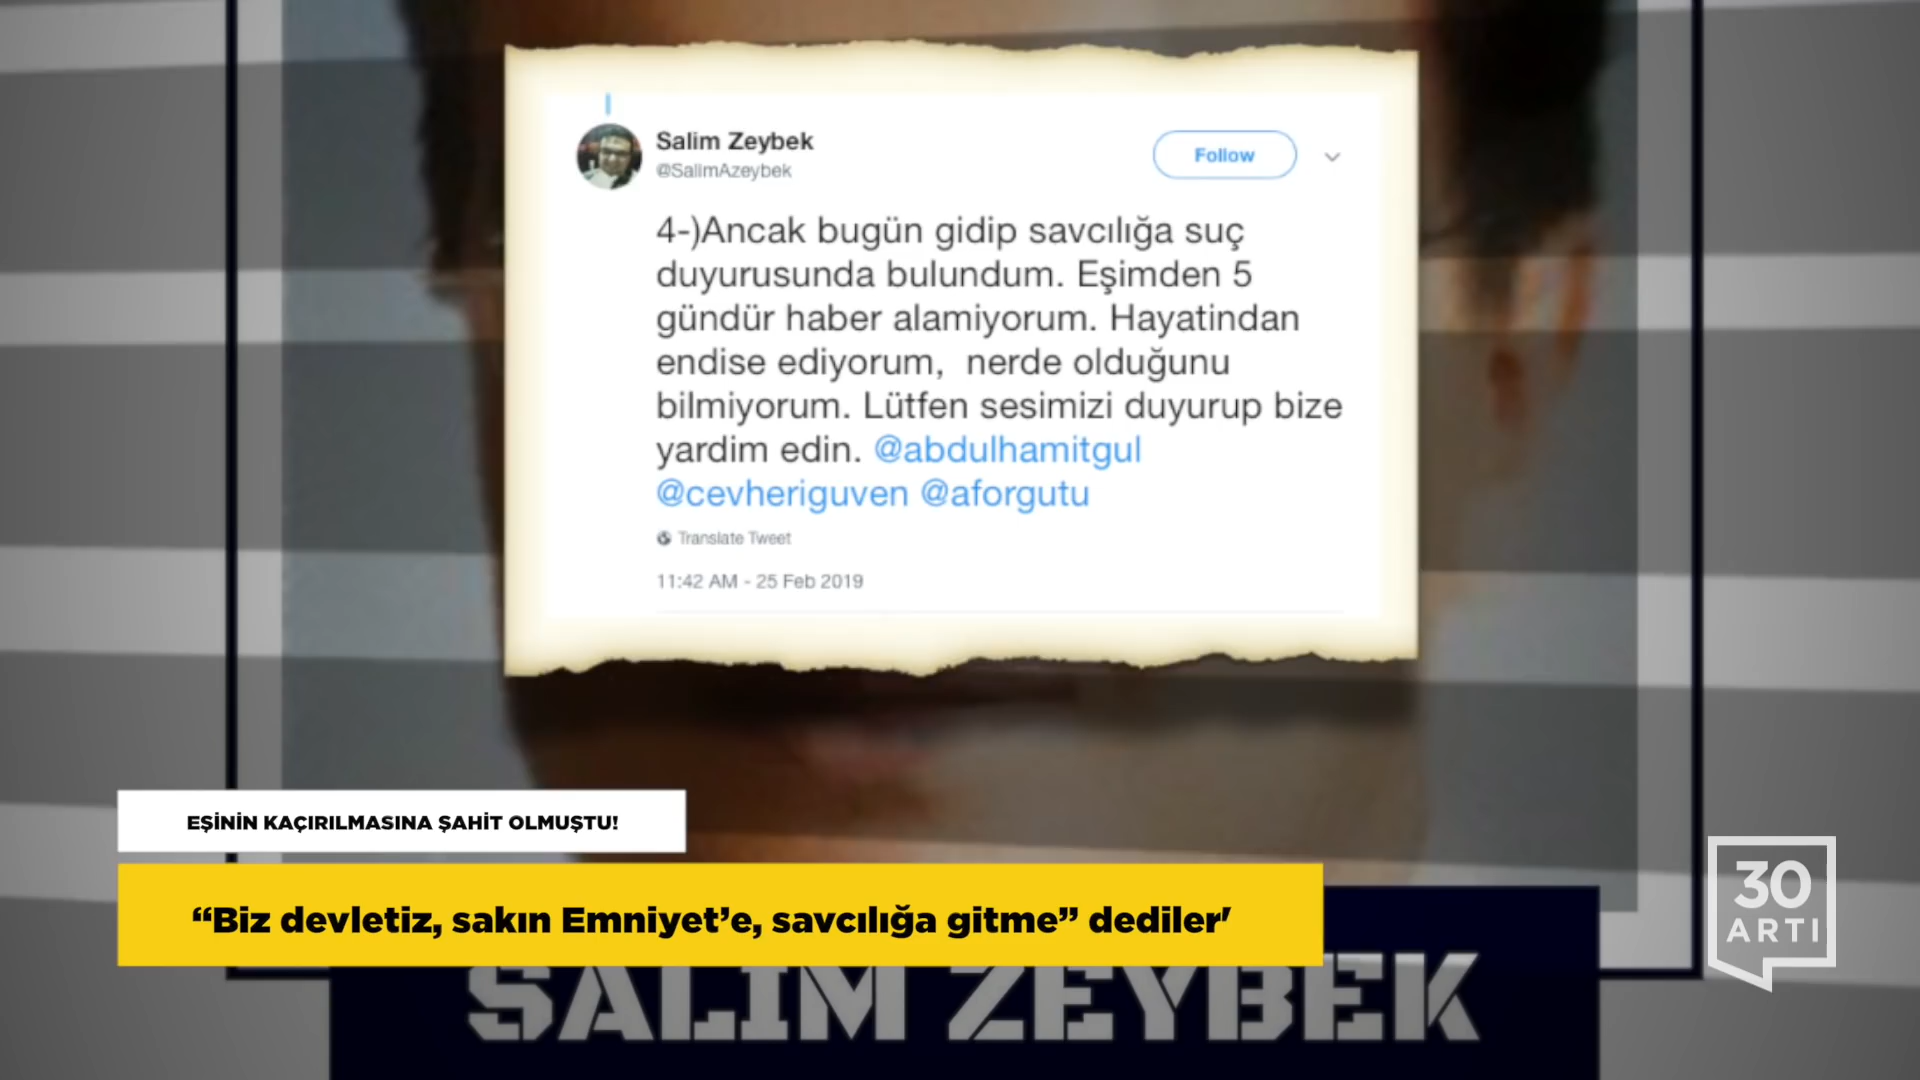 Salim Zeybek
@SalimAzeybek
Follow
4-)Ancak bugün gidip savcılığa suç
duyurusunda bulundum. Eşimden 5
gündür haber alamiyorum. Hayatindan
endise ediyorum,  nerde olduğunu
bilmiyorum. Lütfen sesimizi duyurup bize
yardim edin. @abdulhamitgul
@cevheriguven @aforgutu
Translate Tweet
11:42 AM - 25 Feb 2019
EŞİNİN KAÇIRILMASINA ŞAHİT OLMUŞTU!
“Biz devletiz, sakın Emniyet’e, savcılığa gitme” dediler'
SALIM ZEYBEK
30
ARTI